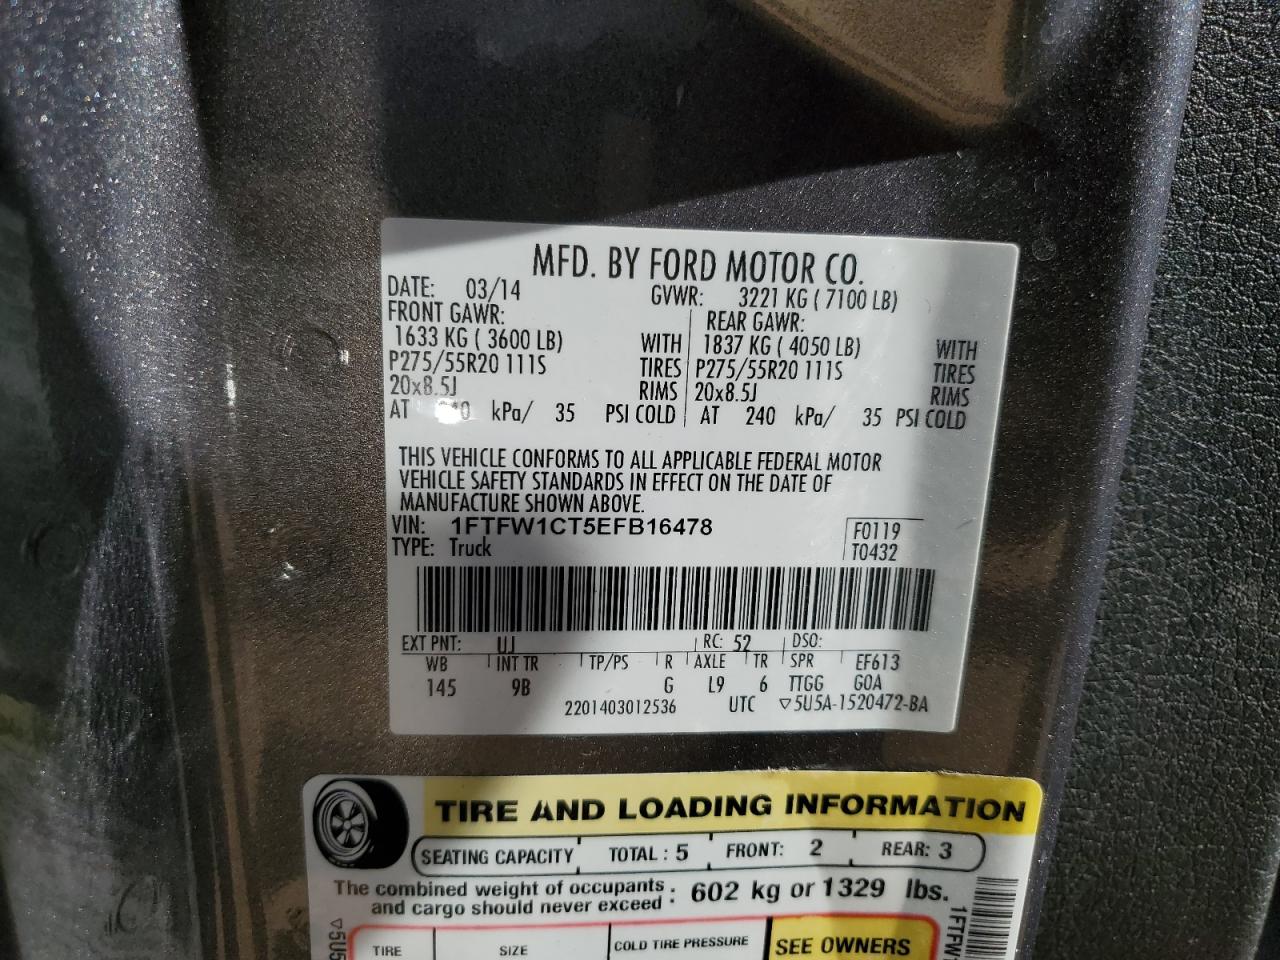 MFD. BY FORD MOTOR CO.
DATE: 03/14 GVWR: 3221 KG ( 7100 LB)
FRONT GAWR: REAR GAWR:
1633 KG ( 3600 LB) WITH 1837 KG ( 4050 LB) WITH
P275/55R20 111S TIRES P275/55R20 111S TIRES
20x8.5J RIMS 20x8.5J RIMS
AT kPa/ 35 PSI COLD AT 240 kPa/ 35 PSI COLD
THIS VEHICLE CONFORMS TO ALL APPLICABLE FEDERAL MOTOR
VEHICLE SAFETY STANDARDS IN EFFECT ON THE DATE OF
MANUFACTURE SHOWN ABOVE.
VIN: 1FTFW1CT5EFB16478 F0119
TYPE: Truck T0432
EXT PNT: UJ RC: 52 DSO:
WB INT TR TP/PS R AXLE TR SPR EF613
145 9B G L9 6 TTGG G0A
2201403012536 UTC ▽5U5A-1520472-BA
TIRE AND LOADING INFORMATION
SEATING CAPACITY TOTAL : 5 FRONT: 2 REAR: 3
The combined weight of occupants : 602 kg or 1329 lbs.
and cargo should never exceed :
TIRE SIZE COLD TIRE PRESSURE SEE OWNERS
▽5U5
1FTFW